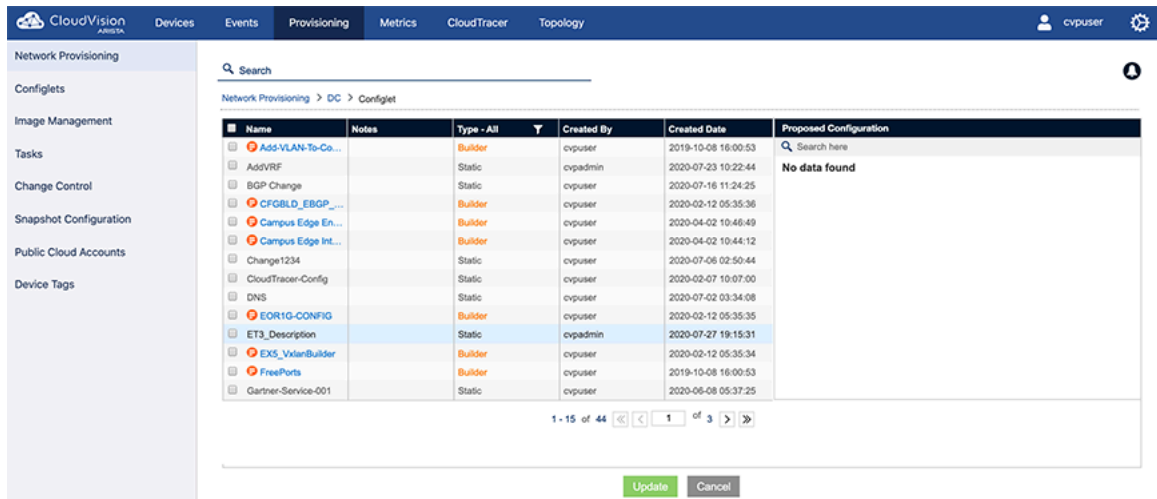 CloudVision Devices Events Provisioning Metrics CloudTracer Topology cvpuser
ARISTA
Network Provisioning
Configlets
Image Management
Tasks
Change Control
Snapshot Configuration
Public Cloud Accounts
Device Tags
Search
Network Provisioning > DC > Configlet
Name Notes Type - All Created By Created Date Proposed Configuration
Search here
No data found
Add-VLAN-To-Co... Builder cvpuser 2019-10-08 16:00:53
AddVRF Static cvpadmin 2020-07-23 10:22:44
BGP Change Static cvpuser 2020-07-16 11:24:25
CFGBLD_EBGP_... Builder cvpuser 2020-02-12 05:35:36
Campus Edge En... Builder cvpuser 2020-04-02 10:46:49
Campus Edge Int... Builder cvpuser 2020-04-02 10:44:12
Change1234 Static cvpuser 2020-07-06 02:50:44
CloudTracer-Config Static cvpuser 2020-02-07 10:07:00
DNS Static cvpuser 2020-07-02 03:34:08
EOR1G-CONFIG Builder cvpuser 2020-02-12 05:35:35
ET3_Description Static cvpadmin 2020-07-27 19:15:31
EX5_VxlanBuilder Builder cvpuser 2020-02-12 05:35:34
FreePorts Builder cvpuser 2019-10-08 16:00:53
Gartner-Service-001 Static cvpuser 2020-06-08 05:37:25
1 - 15 of 44 1 of 3
Update Cancel